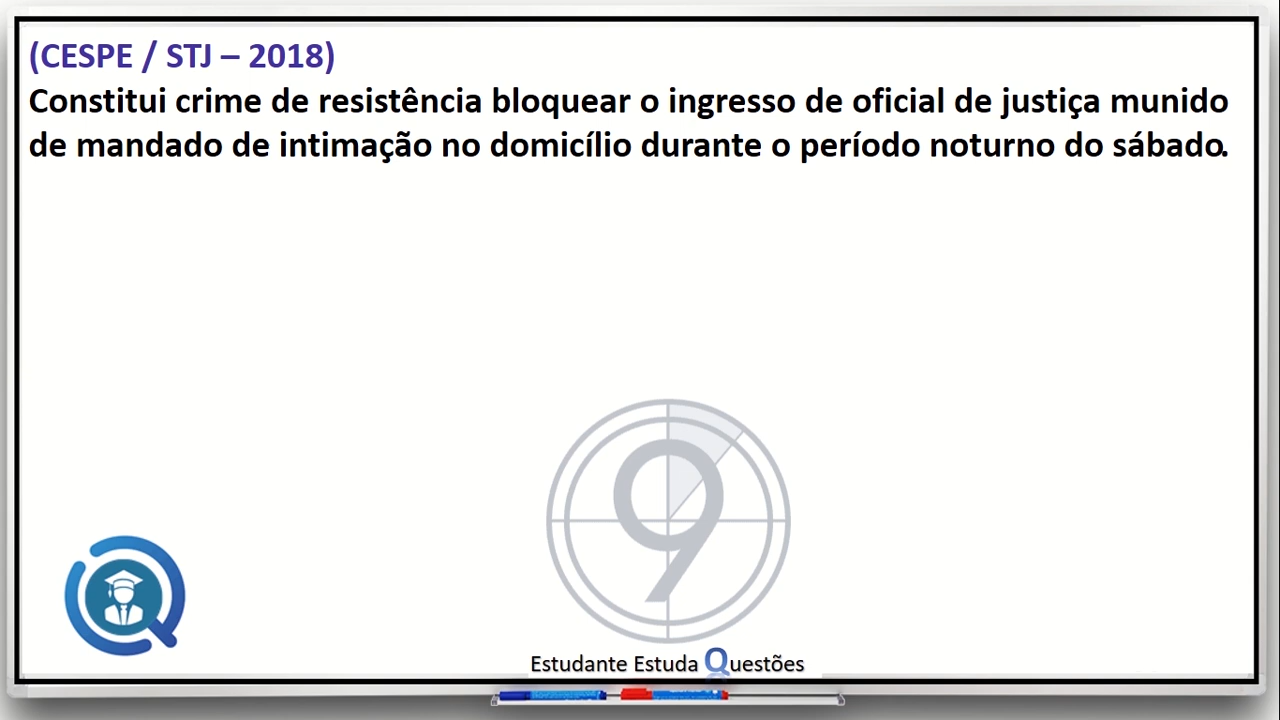 (CESPE / STJ – 2018)
Constitui crime de resistência bloquear o ingresso de oficial de justiça munido
de mandado de intimação no domicílio durante o período noturno do sábado.
9
Estudante Estuda Questões